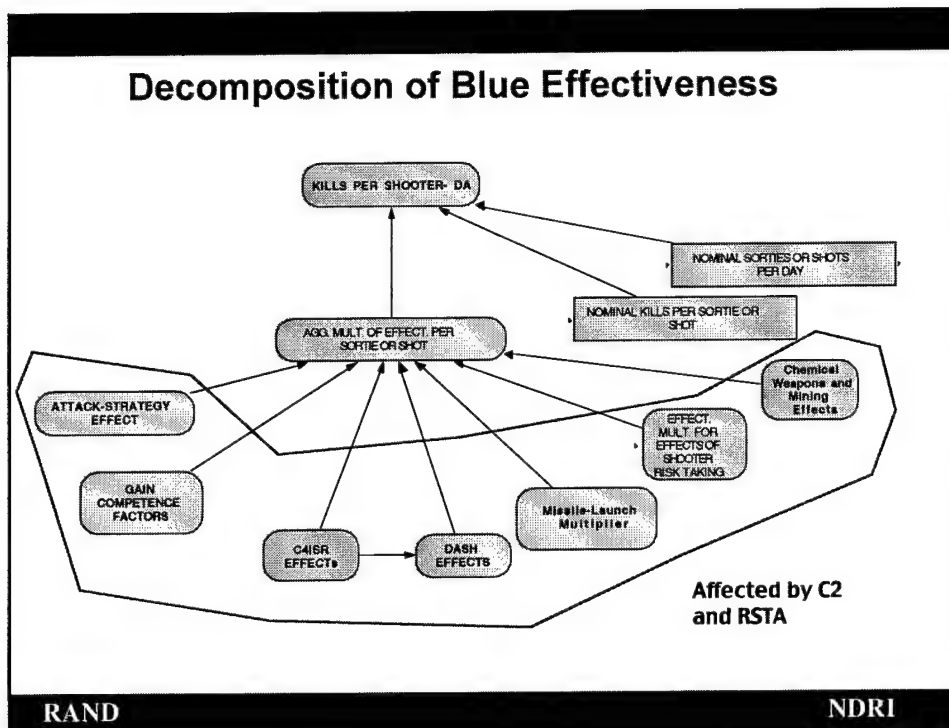 Decomposition of Blue Effectiveness
KILLS PER SHOOTER- DA
NOMINAL SORTIES OR SHOTS
PER DAY
NOMINAL KILLS PER SORTIE OR
SHOT
AGG. MULT. OF EFFECT. PER
SORTIE OR SHOT
Chemical
Weapons and
Mining
Effects
ATTACK-STRATEGY
EFFECT
EFFECT.
MULT. FOR
EFFECTS OF
SHOOTER
RISK TAKING
GAIN
COMPETENCE
FACTORS
Missile-Launch
Multiplier
C4ISR
EFFECTs
DASH
EFFECTS
Affected by C2
and RSTA
RAND
NDRI